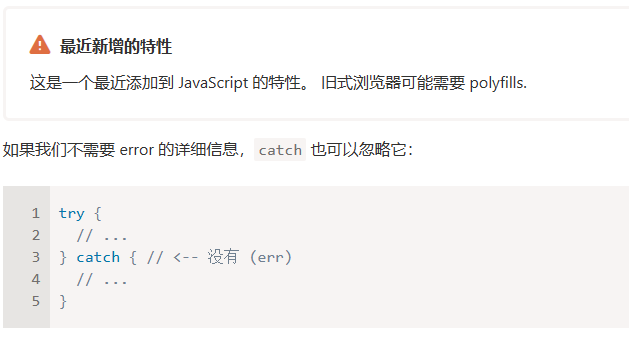 最近新增的特性
这是一个最近添加到 JavaScript 的特性。 旧式浏览器可能需要 polyfills.
如果我们不需要 error 的详细信息，catch 也可以忽略它：
1 try {
2   // ...
3 } catch { // <-- 没有 (err)
4   // ...
5 }